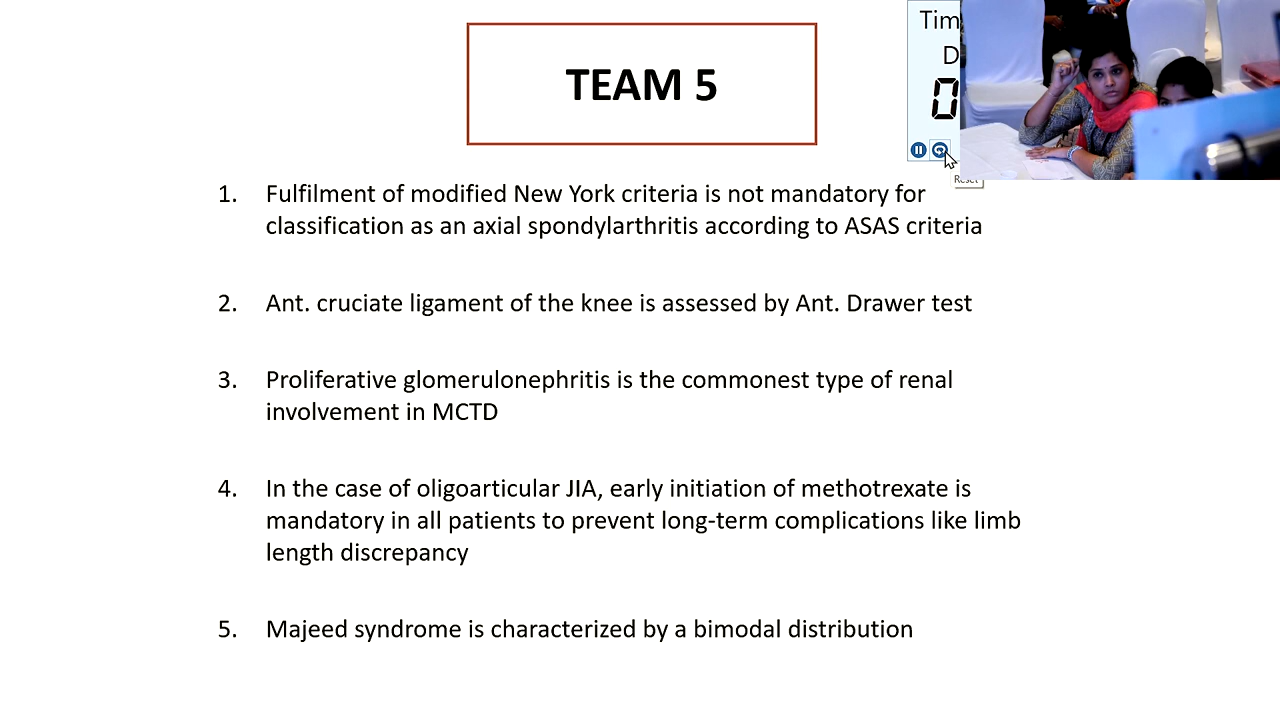 TEAM 5
Tim
D
0
Reset
1. Fulfilment of modified New York criteria is not mandatory for
classification as an axial spondylarthritis according to ASAS criteria
2. Ant. cruciate ligament of the knee is assessed by Ant. Drawer test
3. Proliferative glomerulonephritis is the commonest type of renal
involvement in MCTD
4. In the case of oligoarticular JIA, early initiation of methotrexate is
mandatory in all patients to prevent long-term complications like limb
length discrepancy
5. Majeed syndrome is characterized by a bimodal distribution